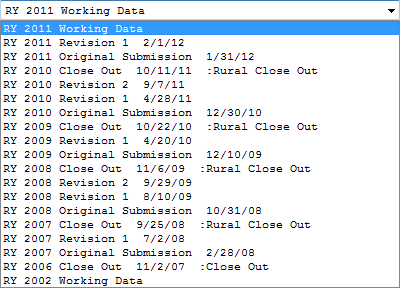 RY 2011 Working Data
RY 2011 Working Data
RY 2011 Revision 1  2/1/12
RY 2011 Original Submission  1/31/12
RY 2010 Close Out  10/11/11  :Rural Close Out
RY 2010 Revision 2  9/7/11
RY 2010 Revision 1  4/28/11
RY 2010 Original Submission  12/30/10
RY 2009 Close Out  10/22/10  :Rural Close Out
RY 2009 Revision 1  4/20/10
RY 2009 Original Submission  12/10/09
RY 2008 Close Out  11/6/09  :Rural Close Out
RY 2008 Revision 2  9/29/09
RY 2008 Revision 1  8/10/09
RY 2008 Original Submission  10/31/08
RY 2007 Close Out  9/25/08  :Rural Close Out
RY 2007 Revision 1  7/2/08
RY 2007 Original Submission  2/28/08
RY 2006 Close Out  11/2/07  :Close Out
RY 2002 Working Data